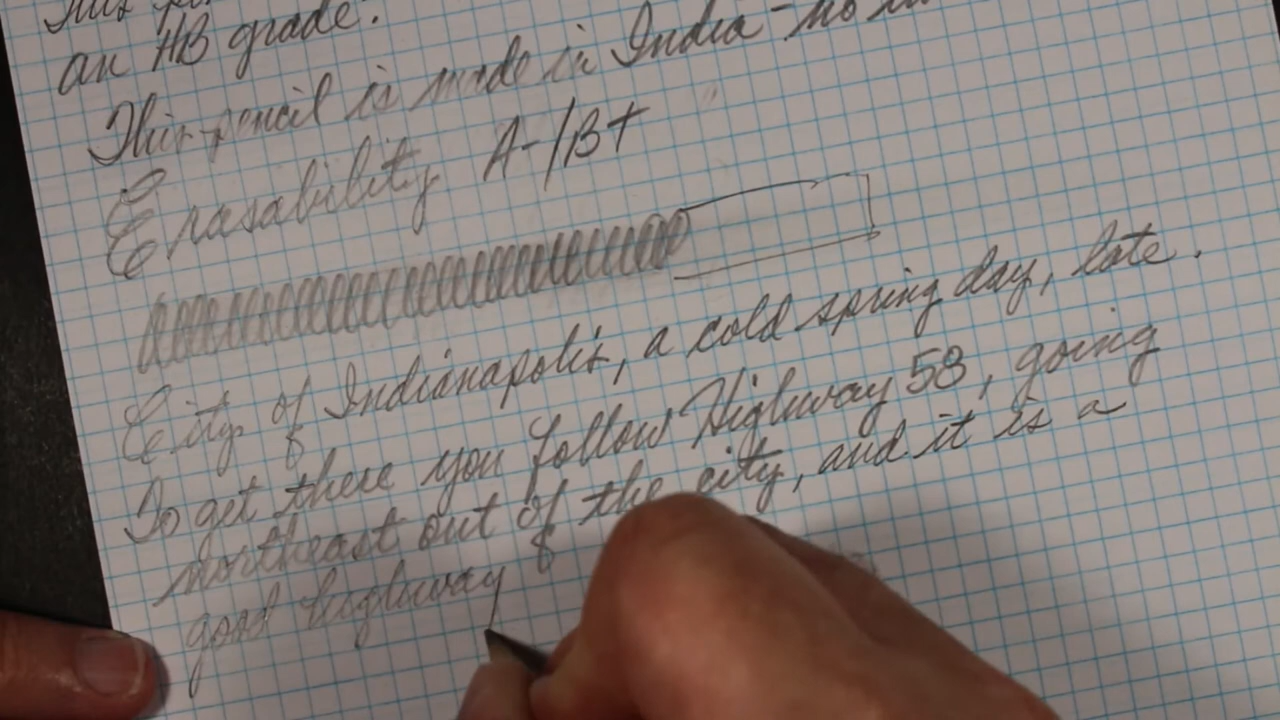 an HB grade.
This pencil is made in India - no
Erasability A-/B+
City of Indianapolis, a cold spring day, late.
To get there you follow Highway 58, going
northeast out of the city, and it is a
good highway